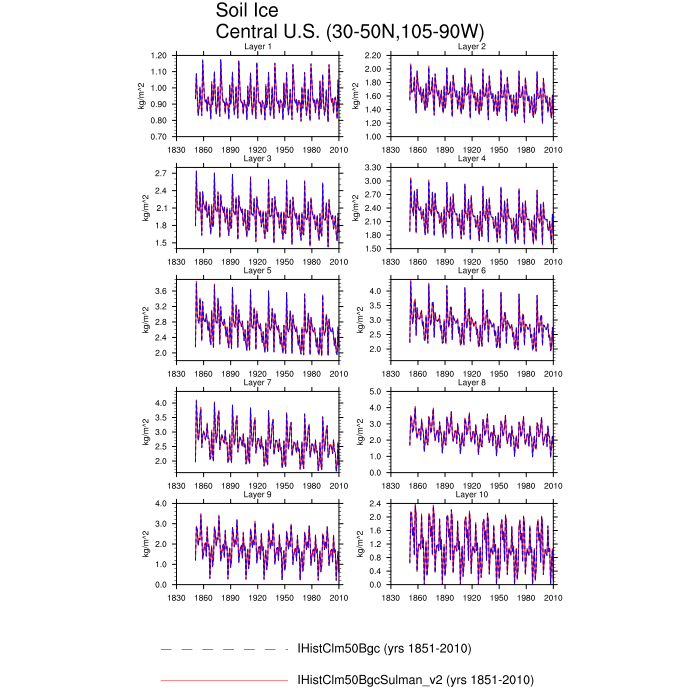 Soil Ice
Central U.S. (30-50N,105-90W)
Layer 1
Layer 2
1.20
1.10
1.00
0.90
0.80
0.70
kg/m^2
1830 1860 1890 1920 1950 1980 2010
2.20
2.00
1.80
1.60
1.40
1.20
1.00
kg/m^2
1830 1860 1890 1920 1950 1980 2010
Layer 3
Layer 4
2.7
2.4
2.1
1.8
1.5
kg/m^2
1830 1860 1890 1920 1950 1980 2010
3.30
3.00
2.70
2.40
2.10
1.80
1.50
kg/m^2
1830 1860 1890 1920 1950 1980 2010
Layer 5
Layer 6
3.6
3.2
2.8
2.4
2.0
kg/m^2
1830 1860 1890 1920 1950 1980 2010
4.0
3.5
3.0
2.5
2.0
kg/m^2
1830 1860 1890 1920 1950 1980 2010
Layer 7
Layer 8
4.0
3.5
3.0
2.5
2.0
kg/m^2
1830 1860 1890 1920 1950 1980 2010
5.0
4.0
3.0
2.0
1.0
0.0
kg/m^2
1830 1860 1890 1920 1950 1980 2010
Layer 9
Layer 10
4.0
3.0
2.0
1.0
0.0
kg/m^2
1830 1860 1890 1920 1950 1980 2010
2.4
2.0
1.6
1.2
0.8
0.4
0.0
kg/m^2
1830 1860 1890 1920 1950 1980 2010
IHistClm50Bgc (yrs 1851-2010)
IHistClm50BgcSulman_v2 (yrs 1851-2010)